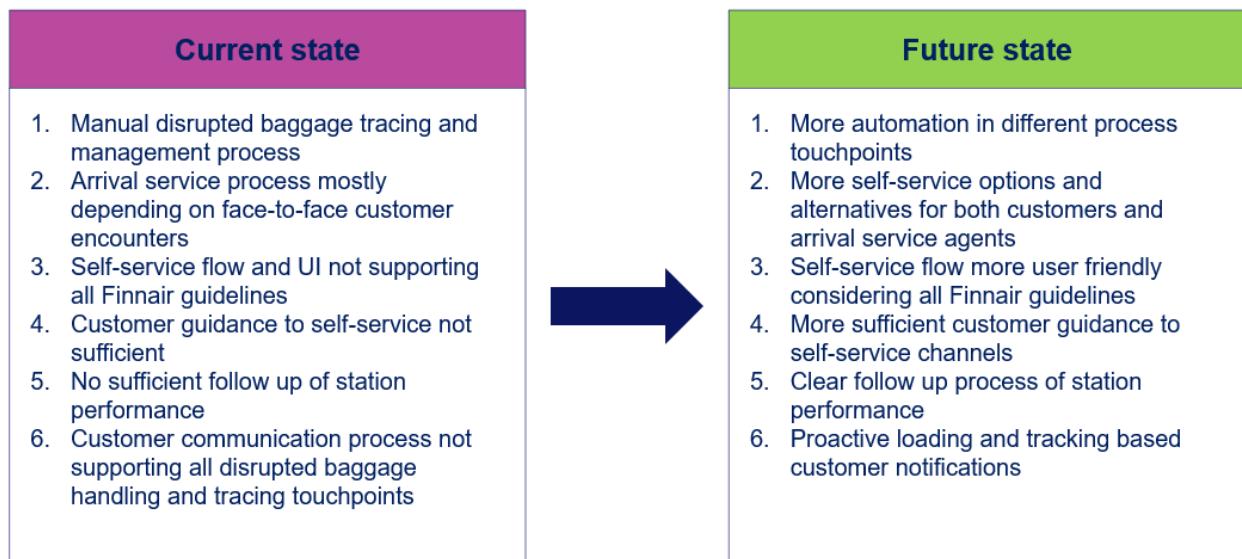 Current state
1. Manual disrupted baggage tracing and
management process
2. Arrival service process mostly
depending on face-to-face customer
encounters
3. Self-service flow and UI not supporting
all Finnair guidelines
4. Customer guidance to self-service not
sufficient
5. No sufficient follow up of station
performance
6. Customer communication process not
supporting all disrupted baggage
handling and tracing touchpoints
Future state
1. More automation in different process
touchpoints
2. More self-service options and
alternatives for both customers and
arrival service agents
3. Self-service flow more user friendly
considering all Finnair guidelines
4. More sufficient customer guidance to
self-service channels
5. Clear follow up process of station
performance
6. Proactive loading and tracking based
customer notifications